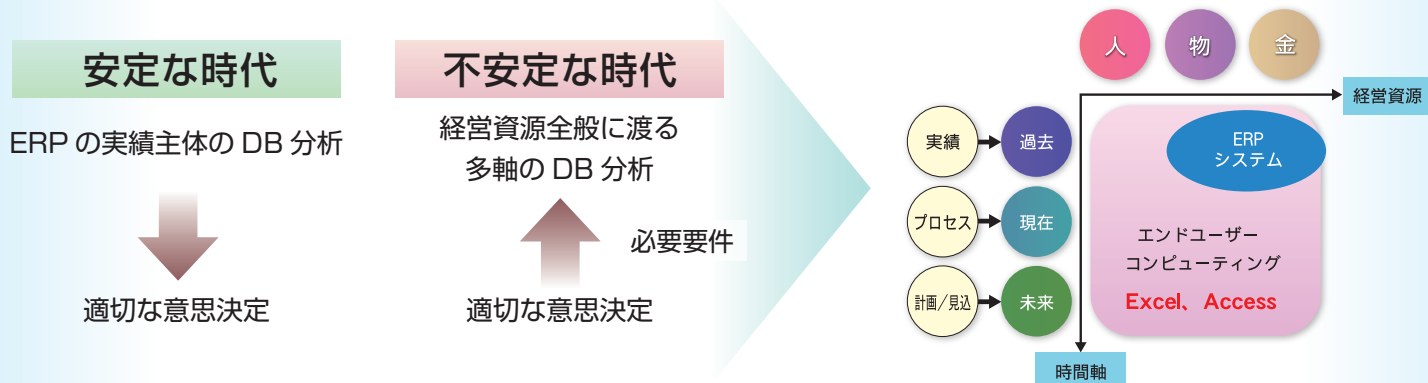 安定な時代
ERP の実績主体の DB 分析
適切な意思決定
不安定な時代
経営資源全般に渡る
多軸の DB 分析
必要要件
適切な意思決定
人
物
金
経営資源
実績
過去
ERP
システム
プロセス
現在
エンドユーザー
コンピューティング
Excel、Access
計画/見込
未来
時間軸